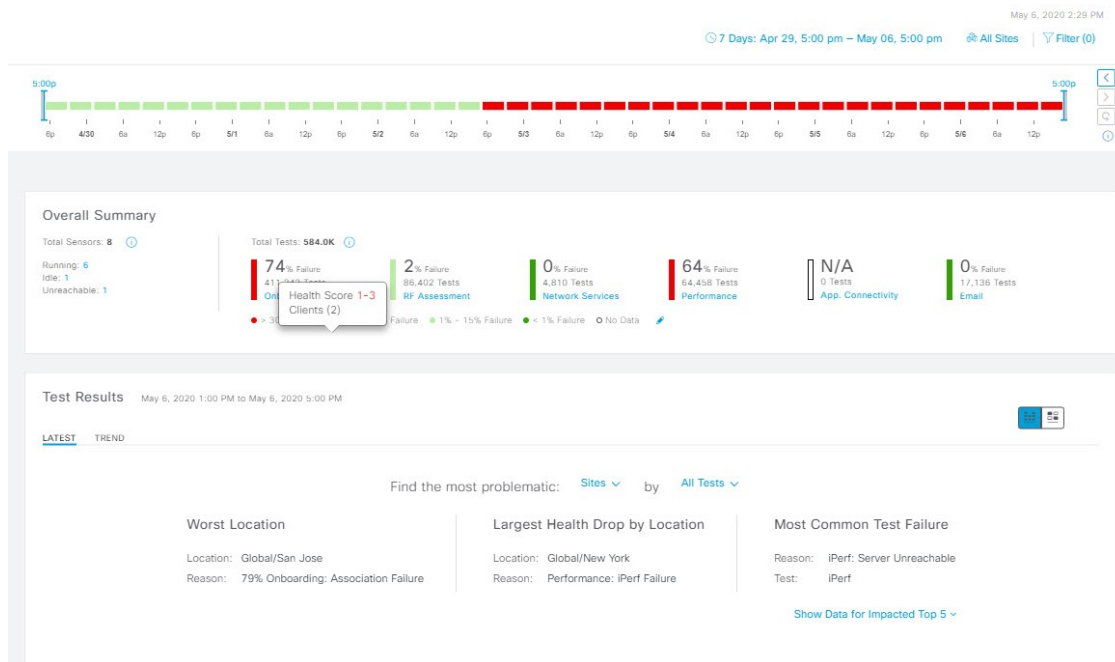 May 6, 2020 2:29 PM
7 Days: Apr 29, 5:00 pm – May 06, 5:00 pm All Sites Filter (0)
5:00p 5:00p
6p 4/30 6a 12p 6p 5/1 6a 12p 6p 5/2 6a 12p 6p 5/3 6a 12p 6p 5/4 6a 12p 6p 5/5 6a 12p 6p 5/6 6a 12p
Overall Summary
Total Sensors: 8
Running: 6
Idle: 1
Unreachable: 1
Total Tests: 584.0K
74% Failure
Health Score 1-3
Clients (2)
2% Failure
86,402 Tests
RF Assessment
0% Failure
4,810 Tests
Network Services
64% Failure
64,458 Tests
Performance
N/A
0 Tests
App. Connectivity
0% Failure
17,136 Tests
Email
Failure 1% - 15% Failure < 1% Failure No Data
Test Results May 6, 2020 1:00 PM to May 6, 2020 5:00 PM
LATEST TREND
Find the most problematic: Sites by All Tests
Worst Location
Location: Global/San Jose
Reason: 79% Onboarding: Association Failure
Largest Health Drop by Location
Location: Global/New York
Reason: Performance: iPerf Failure
Most Common Test Failure
Reason: iPerf: Server Unreachable
Test: iPerf
Show Data for Impacted Top 5